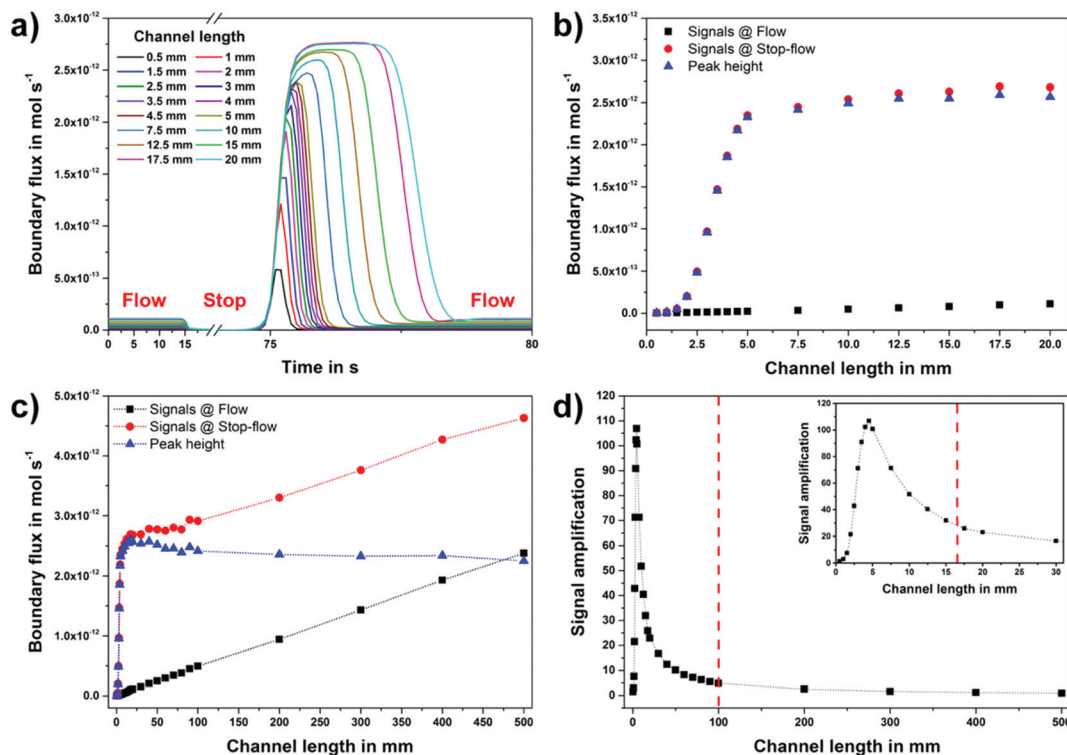 a)
Boundary flux in mol s⁻¹
3.0x10⁻¹²
2.5x10⁻¹²
2.0x10⁻¹²
1.5x10⁻¹²
1.0x10⁻¹²
5.0x10⁻¹³
0.0
Channel length
0.5 mm 1 mm
1.5 mm 2 mm
2.5 mm 3 mm
3.5 mm 4 mm
4.5 mm 5 mm
7.5 mm 10 mm
12.5 mm 15 mm
17.5 mm 20 mm
Flow Stop Flow
0 5 10 15 75 80
Time in s
b)
Boundary flux in mol s⁻¹
3.5x10⁻¹²
3.0x10⁻¹²
2.5x10⁻¹²
2.0x10⁻¹²
1.5x10⁻¹²
1.0x10⁻¹²
5.0x10⁻¹³
0.0
Signals @ Flow
Signals @ Stop-flow
Peak height
0.0 2.5 5.0 7.5 10.0 12.5 15.0 17.5 20.0
Channel length in mm
c)
Boundary flux in mol s⁻¹
5.0x10⁻¹²
4.0x10⁻¹²
3.0x10⁻¹²
2.0x10⁻¹²
1.0x10⁻¹²
0.0
Signals @ Flow
Signals @ Stop-flow
Peak height
0 50 100 150 200 250 300 350 400 450 500
Channel length in mm
d)
Signal amplification
120
110
100
90
80
70
60
50
40
30
20
10
0
0 100 200 300 400 500
Channel length in mm
Signal amplification
120
100
80
60
40
20
0
0 5 10 15 20 25 30
Channel length in mm